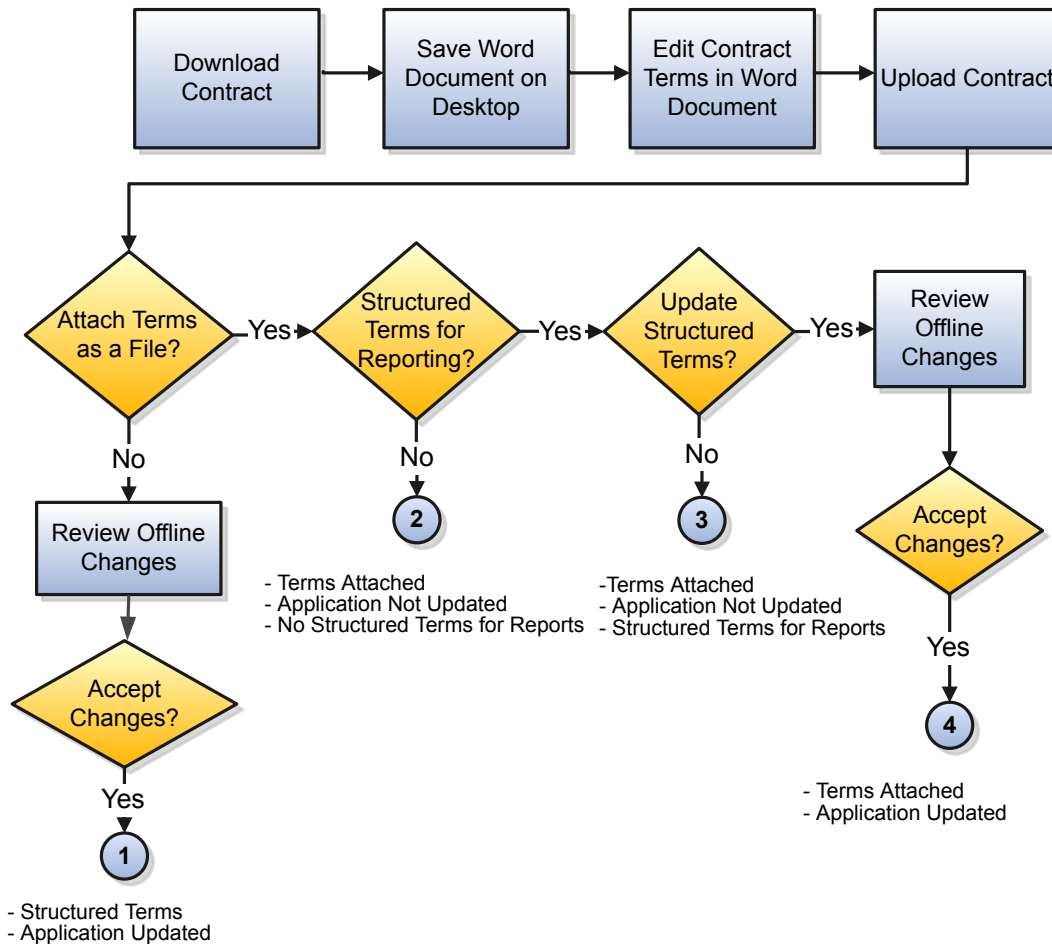 Download
Contract
Save Word
Document on
Desktop
Edit Contract
Terms in Word
Document
Upload Contract
Attach Terms
as a File?
Yes
Structured
Terms for
Reporting?
Yes
Update
Structured
Terms?
Yes
Review
Offline
Changes
No
No
No
Review Offline
Changes
2
3
Accept
Changes?
- Terms Attached
- Application Not Updated
- No Structured Terms for Reports
-Terms Attached
- Application Not Updated
- Structured Terms for Reports
Yes
Accept
Changes?
4
- Terms Attached
- Application Updated
Yes
1
- Structured Terms
- Application Updated